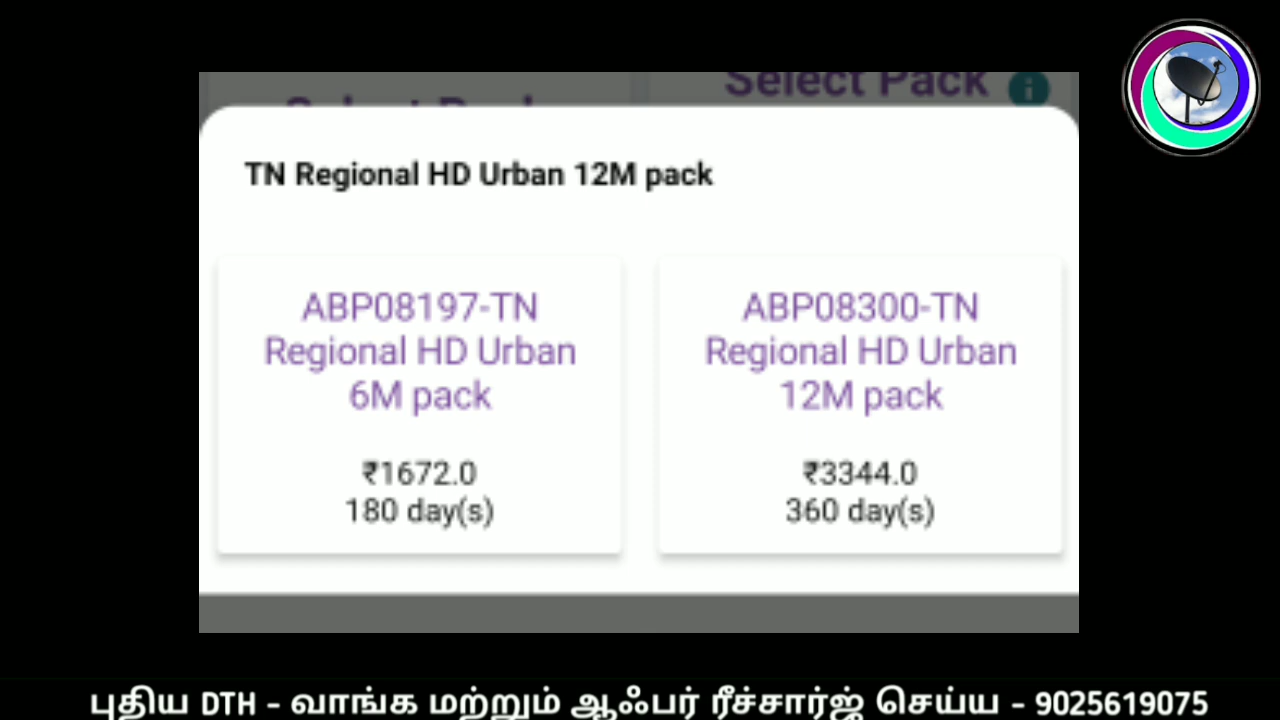 Select Pack
TN Regional HD Urban 12M pack
ABP08197-TN
Regional HD Urban
6M pack
₹1672.0
180 day(s)
ABP08300-TN
Regional HD Urban
12M pack
₹3344.0
360 day(s)
புதிய DTH - வாங்க மற்றும் ஆஃபர் ரீச்சார்ஜ் செய்ய - 9025619075